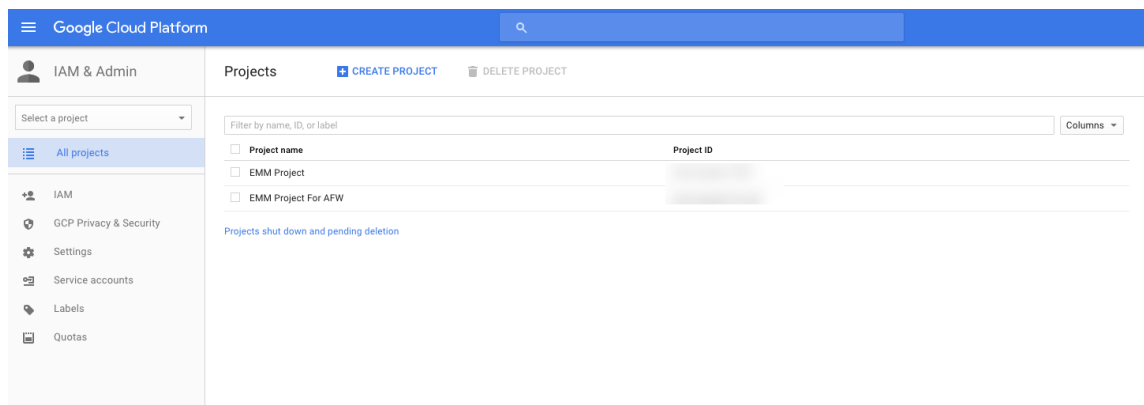 Google Cloud Platform
IAM & Admin
Projects
CREATE PROJECT
DELETE PROJECT
Select a project
Filter by name, ID, or label
Columns
All projects
Project name
Project ID
EMM Project
EMM Project For AFW
IAM
GCP Privacy & Security
Projects shut down and pending deletion
Settings
Service accounts
Labels
Quotas